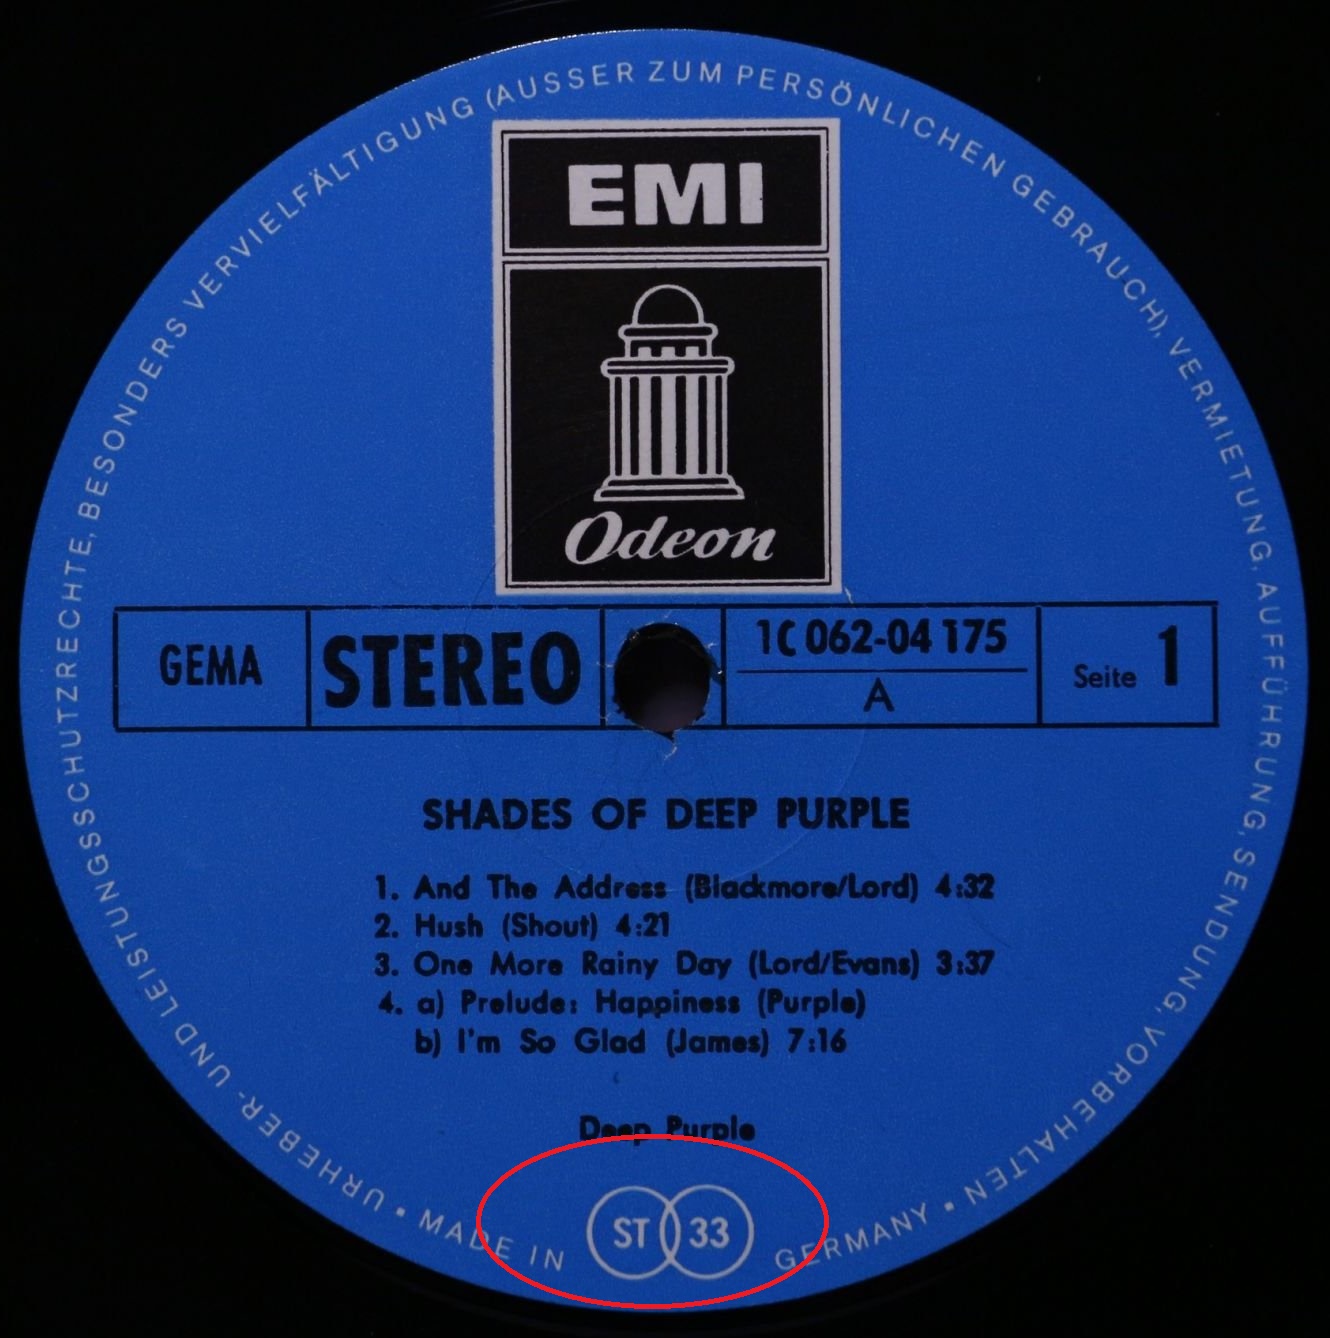 URHEBER- UND LEISTUNGSSCHUTZRECHTE, BESONDERS VERVIELFÄLTIGUNG (AUSSER ZUM PERSÖNLICHEN GEBRAUCH), VERMIETUNG, AUFFÜHRUNG, SENDUNG, VORBEHALTEN •
EMI
Odeon
GEMA
STEREO
1C 062-04 175
A
Seite 1
SHADES OF DEEP PURPLE
1. And The Address (Blackmore/Lord) 4:32
2. Hush (Shout) 4:21
3. One More Rainy Day (Lord/Evans) 3:37
4. a) Prelude: Happiness (Purple)
b) I'm So Glad (James) 7:16
Deep Purple
• MADE IN ST 33 GERMANY